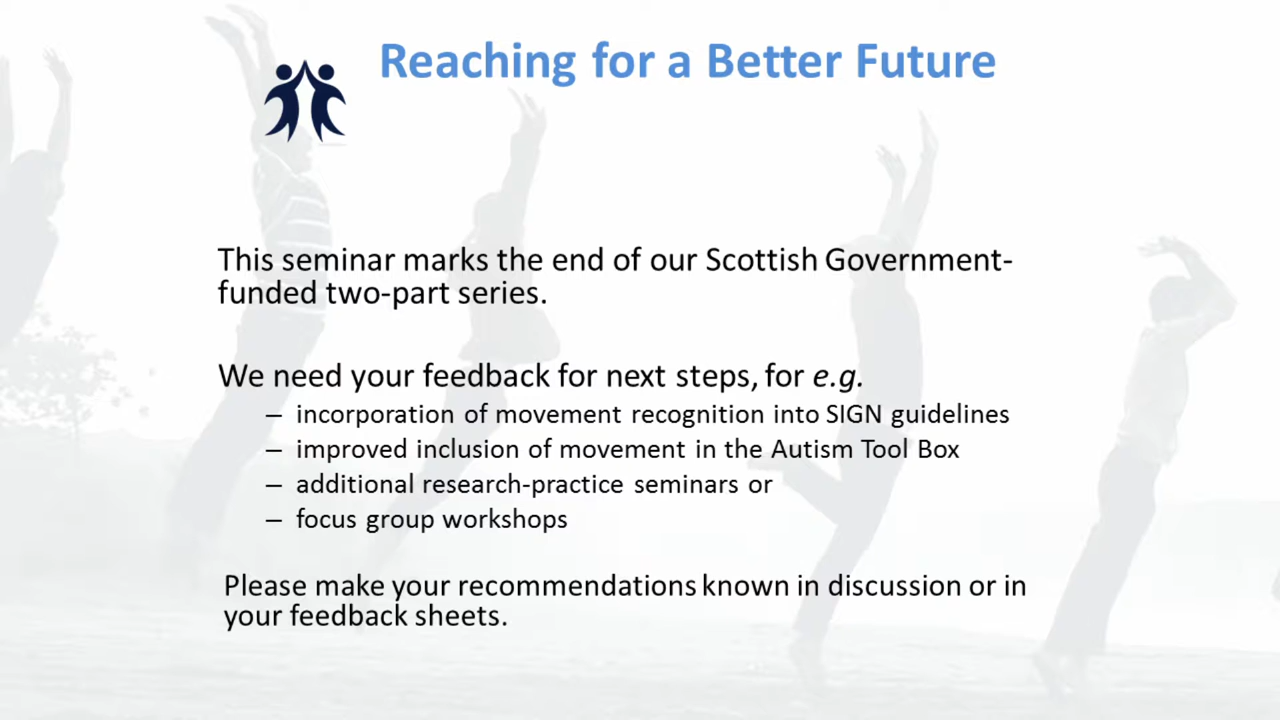 Reaching for a Better Future
This seminar marks the end of our Scottish Government-
funded two-part series.
We need your feedback for next steps, for e.g.
– incorporation of movement recognition into SIGN guidelines
– improved inclusion of movement in the Autism Tool Box
– additional research-practice seminars or
– focus group workshops
Please make your recommendations known in discussion or in
your feedback sheets.